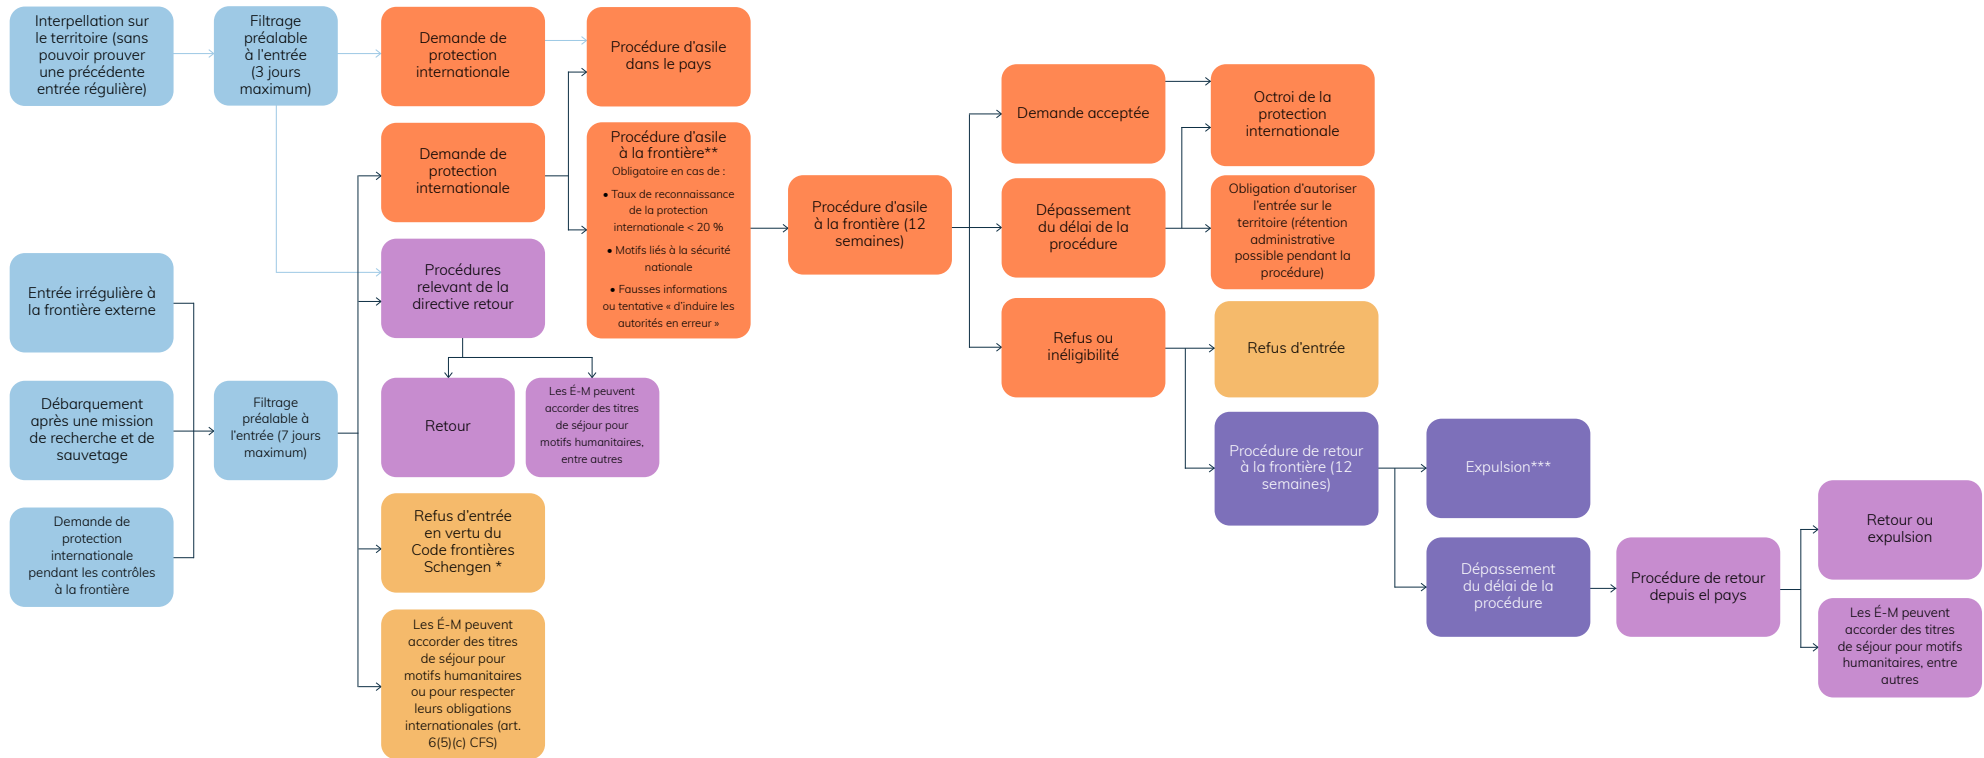 Interpellation sur
le territoire (sans
pouvoir prouver
une précédente
entrée régulière)
Filtrage
préalable
à l'entrée
(3 jours
maximum)
Demande de
protection
internationale
Procédure d'asile
dans le pays
Demande de
protection
internationale
Procédure d'asile
à la frontière**
Obligatoire en cas de :
• Taux de reconnaissance
de la protection
internationale < 20 %
• Motifs liés à la sécurité
nationale
• Fausses informations
ou tentative « d'induire les
autorités en erreur »
Procédure d'asile
à la frontière (12
semaines)
Demande acceptée
Octroi de la
protection
internationale
Dépassement
du délai de la
procédure
Obligation d'autoriser
l'entrée sur le
territoire (rétention
administrative
possible pendant la
procédure)
Refus ou
inéligibilité
Refus d'entrée
Procédure de retour
à la frontière (12
semaines)
Expulsion***
Dépassement
du délai de la
procédure
Procédure de retour
depuis el pays
Retour ou
expulsion
Les É-M peuvent
accorder des titres
de séjour pour motifs
humanitaires, entre
autres
Entrée irrégulière à
la frontière externe
Débarquement
après une mission
de recherche et de
sauvetage
Demande de
protection
internationale
pendant les contrôles
à la frontière
Filtrage
préalable à
l'entrée (7 jours
maximum)
Procédures
relevant de la
directive retour
Retour
Les É-M peuvent
accorder des titres
de séjour pour
motifs humanitaires,
entre autres
Refus d'entrée
en vertu du
Code frontières
Schengen *
Les É-M peuvent
accorder des titres
de séjour pour
motifs humanitaires
ou pour respecter
leurs obligations
internationales (art.
6(5)(c) CFS)